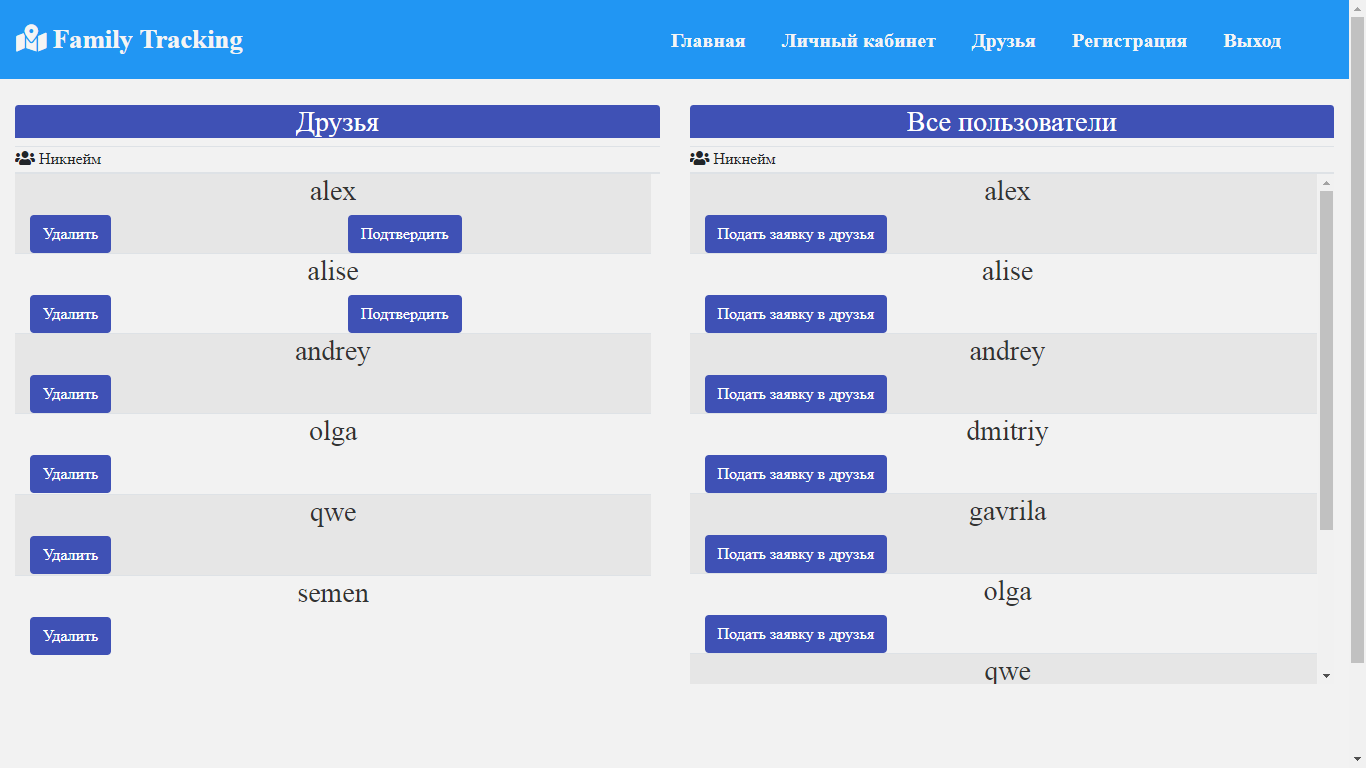 Family Tracking
Главная Личный кабинет Друзья Регистрация Выход
Друзья
Никнейм
alex
Удалить Подтвердить
alise
Удалить Подтвердить
andrey
Удалить
olga
Удалить
qwe
Удалить
semen
Удалить
Все пользователи
Никнейм
alex
Подать заявку в друзья
alise
Подать заявку в друзья
andrey
Подать заявку в друзья
dmitriy
Подать заявку в друзья
gavrila
Подать заявку в друзья
olga
Подать заявку в друзья
qwe